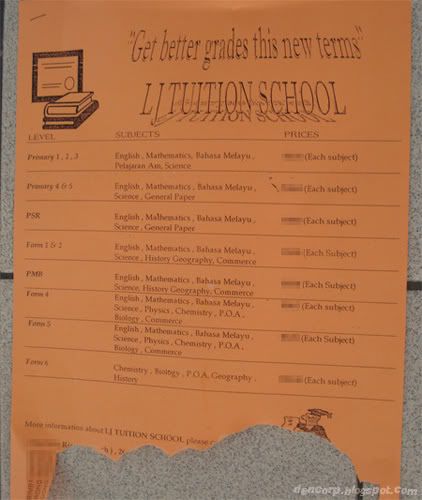 "Get better grades this new terms"
LJ TUITION SCHOOL
LEVEL SUBJECTS PRICES
Primary 1 , 2 , 3 English , Mathematics , Bahasa Melayu , (Each subject)
Pelajaran Am, Science
Primary 4 & 5 English , Mathematics , Bahasa Melayu , (Each subject)
Science , General Paper
PSR English , Mathematics , Bahasa Melayu , (Each subject)
Science , General Paper
Form 1 & 2 English , Mathematics , Bahasa Melayu , (Each subject)
Science , History Geography, Commerce
PMB English , Mathematics , Bahasa Melayu , (Each subject)
Science, History Geography, Commerce
Form 4 English , Mathematics , Bahasa Melayu , (Each subject)
Science , Physics , Chemistry , P.O.A ,
Biology , Commerce
Form 5 English , Mathematics , Bahasa Melayu , (Each subject)
Science , Physics , Chemistry , P.O.A ,
Biology , Commerce
Form 6 Chemistry , Biology , P.O.A, Geography , (Each subject)
History
More information about LJ TUITION SCHOOL please
dencorp.blogspot.com